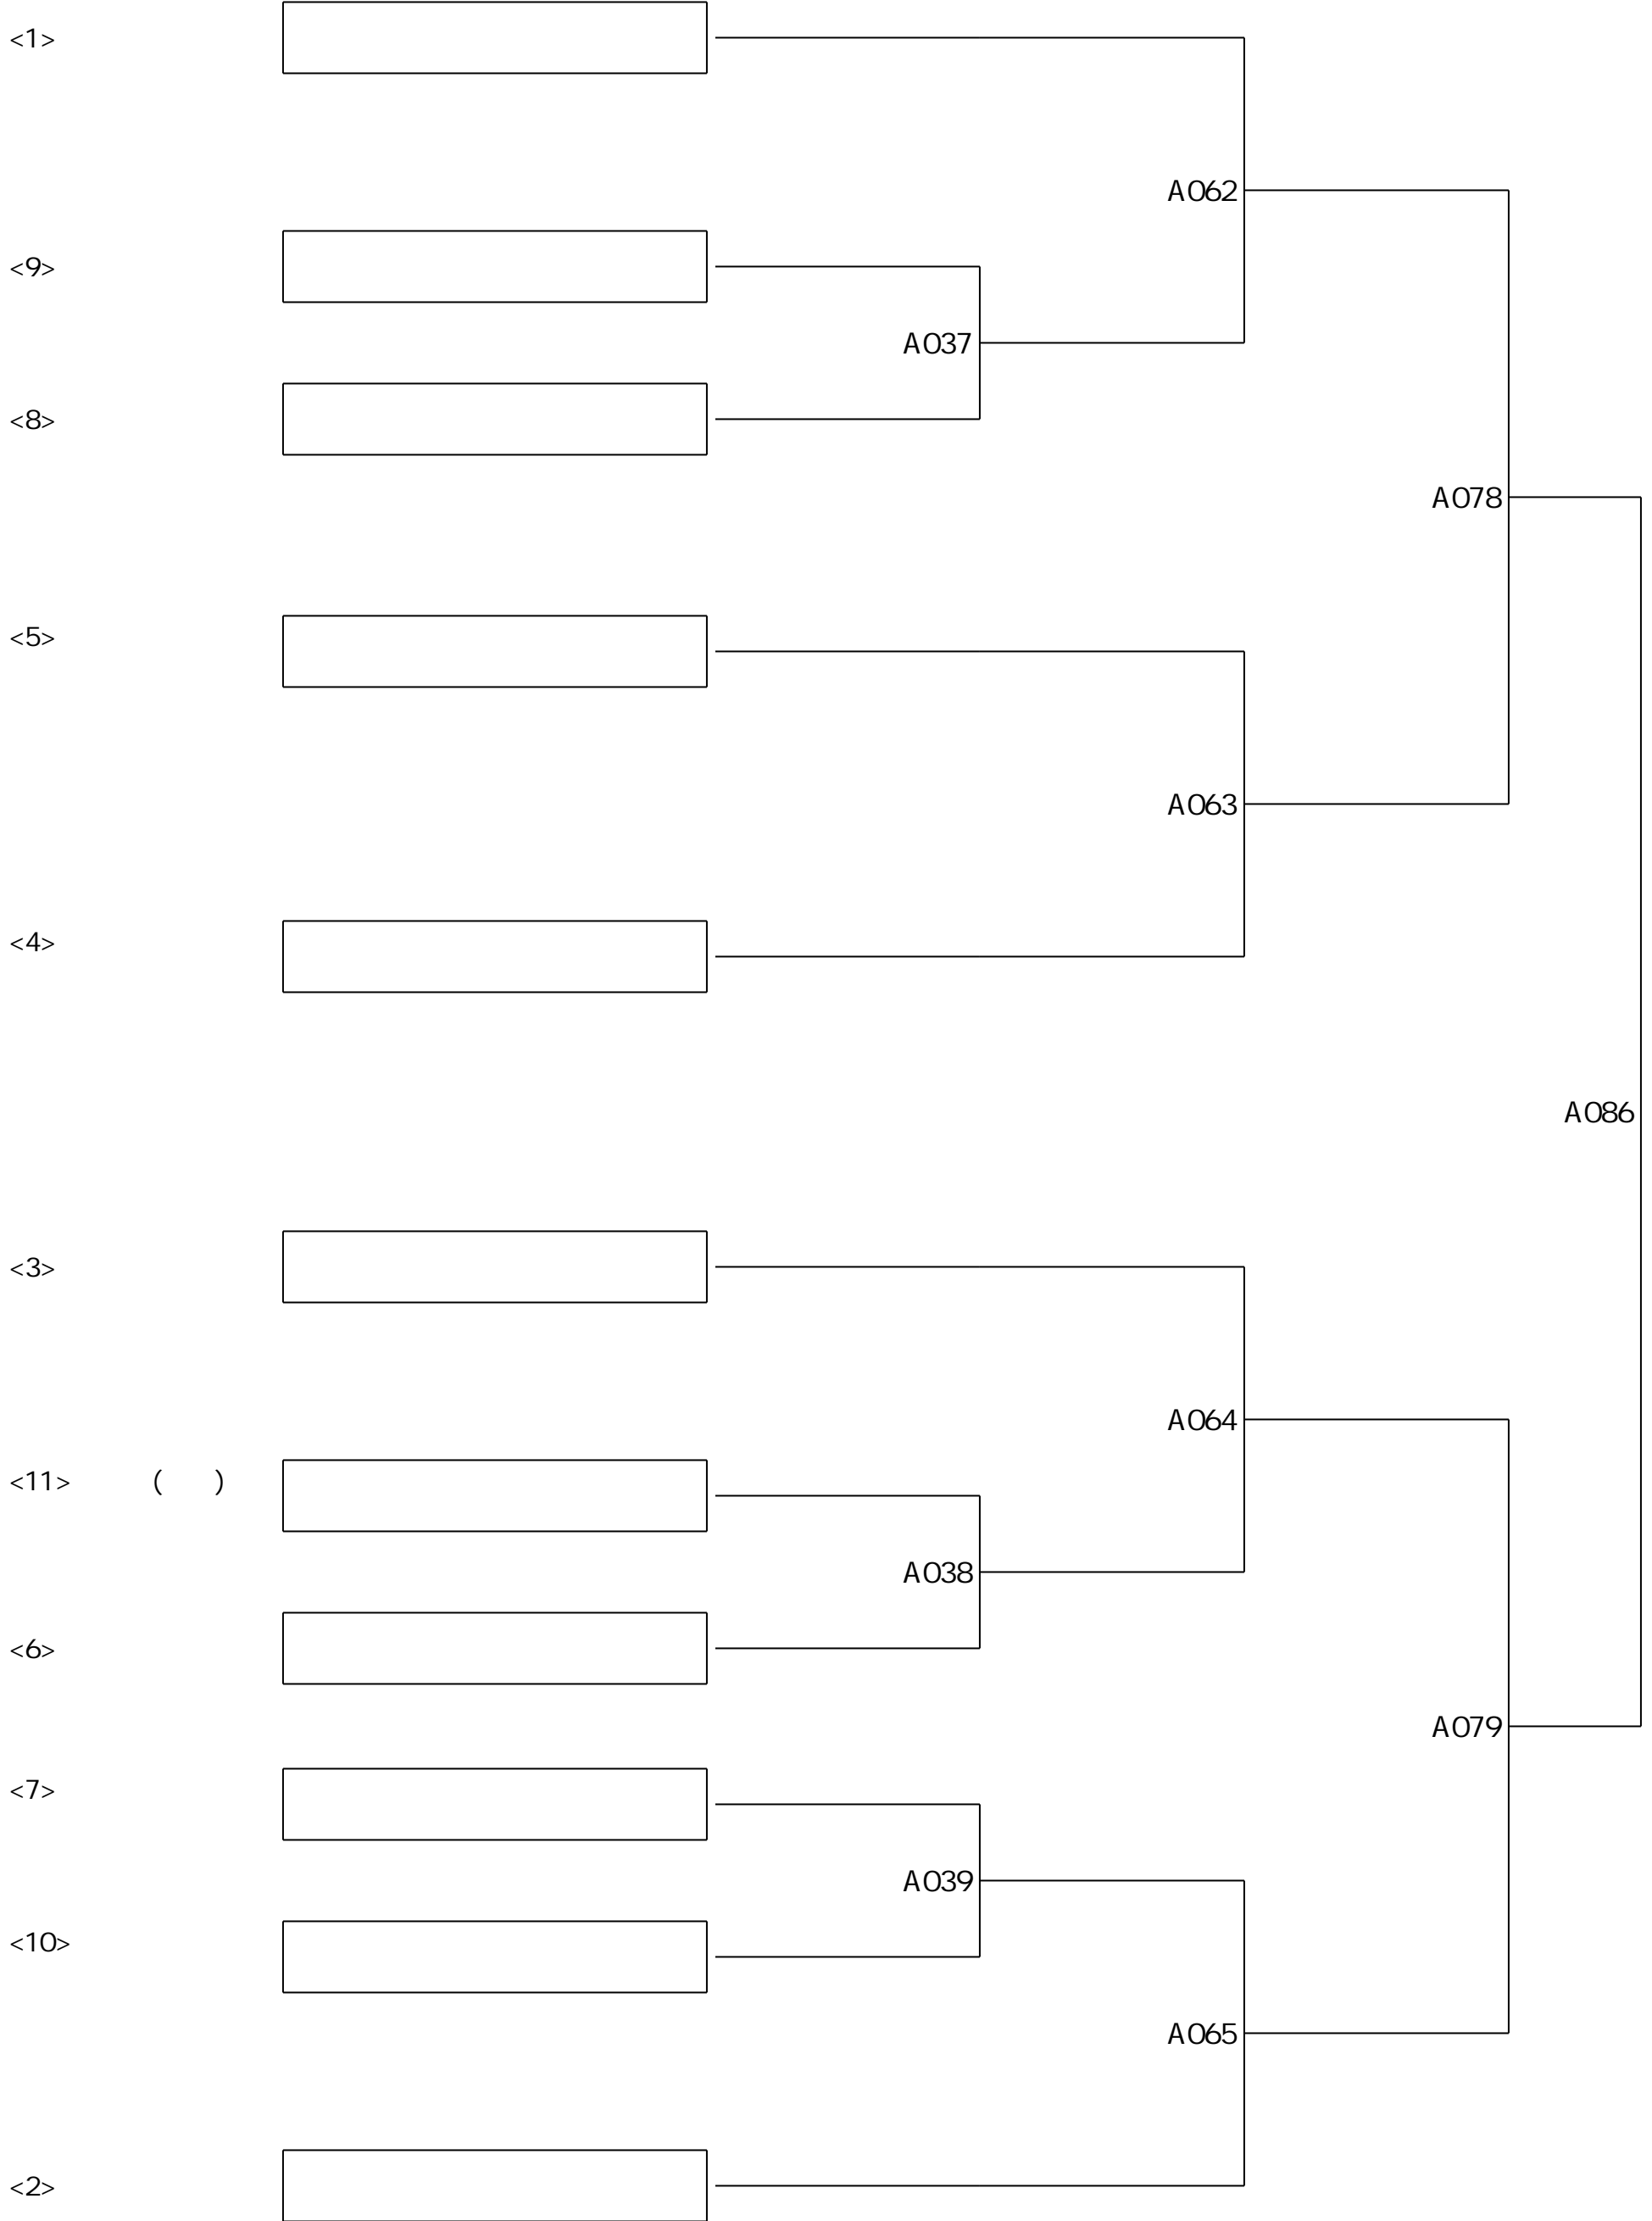 <1>
A062
<9>
A037
<8>
A078
<5>
A063
<4>
A086
<3>
A064
<11> ( )
A038
<6>
A079
<7>
A039
<10>
A065
<2>